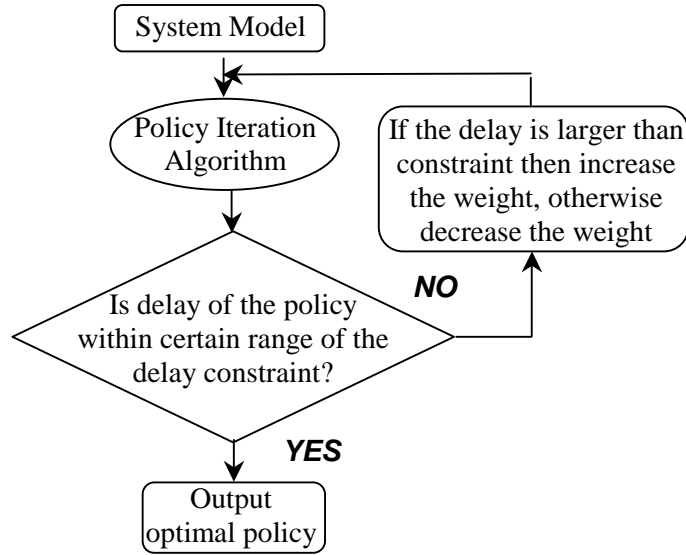 System Model
Policy Iteration
Algorithm
If the delay is larger than
constraint then increase
the weight, otherwise
decrease the weight
Is delay of the policy
within certain range of the
delay constraint?
NO
YES
Output
optimal policy